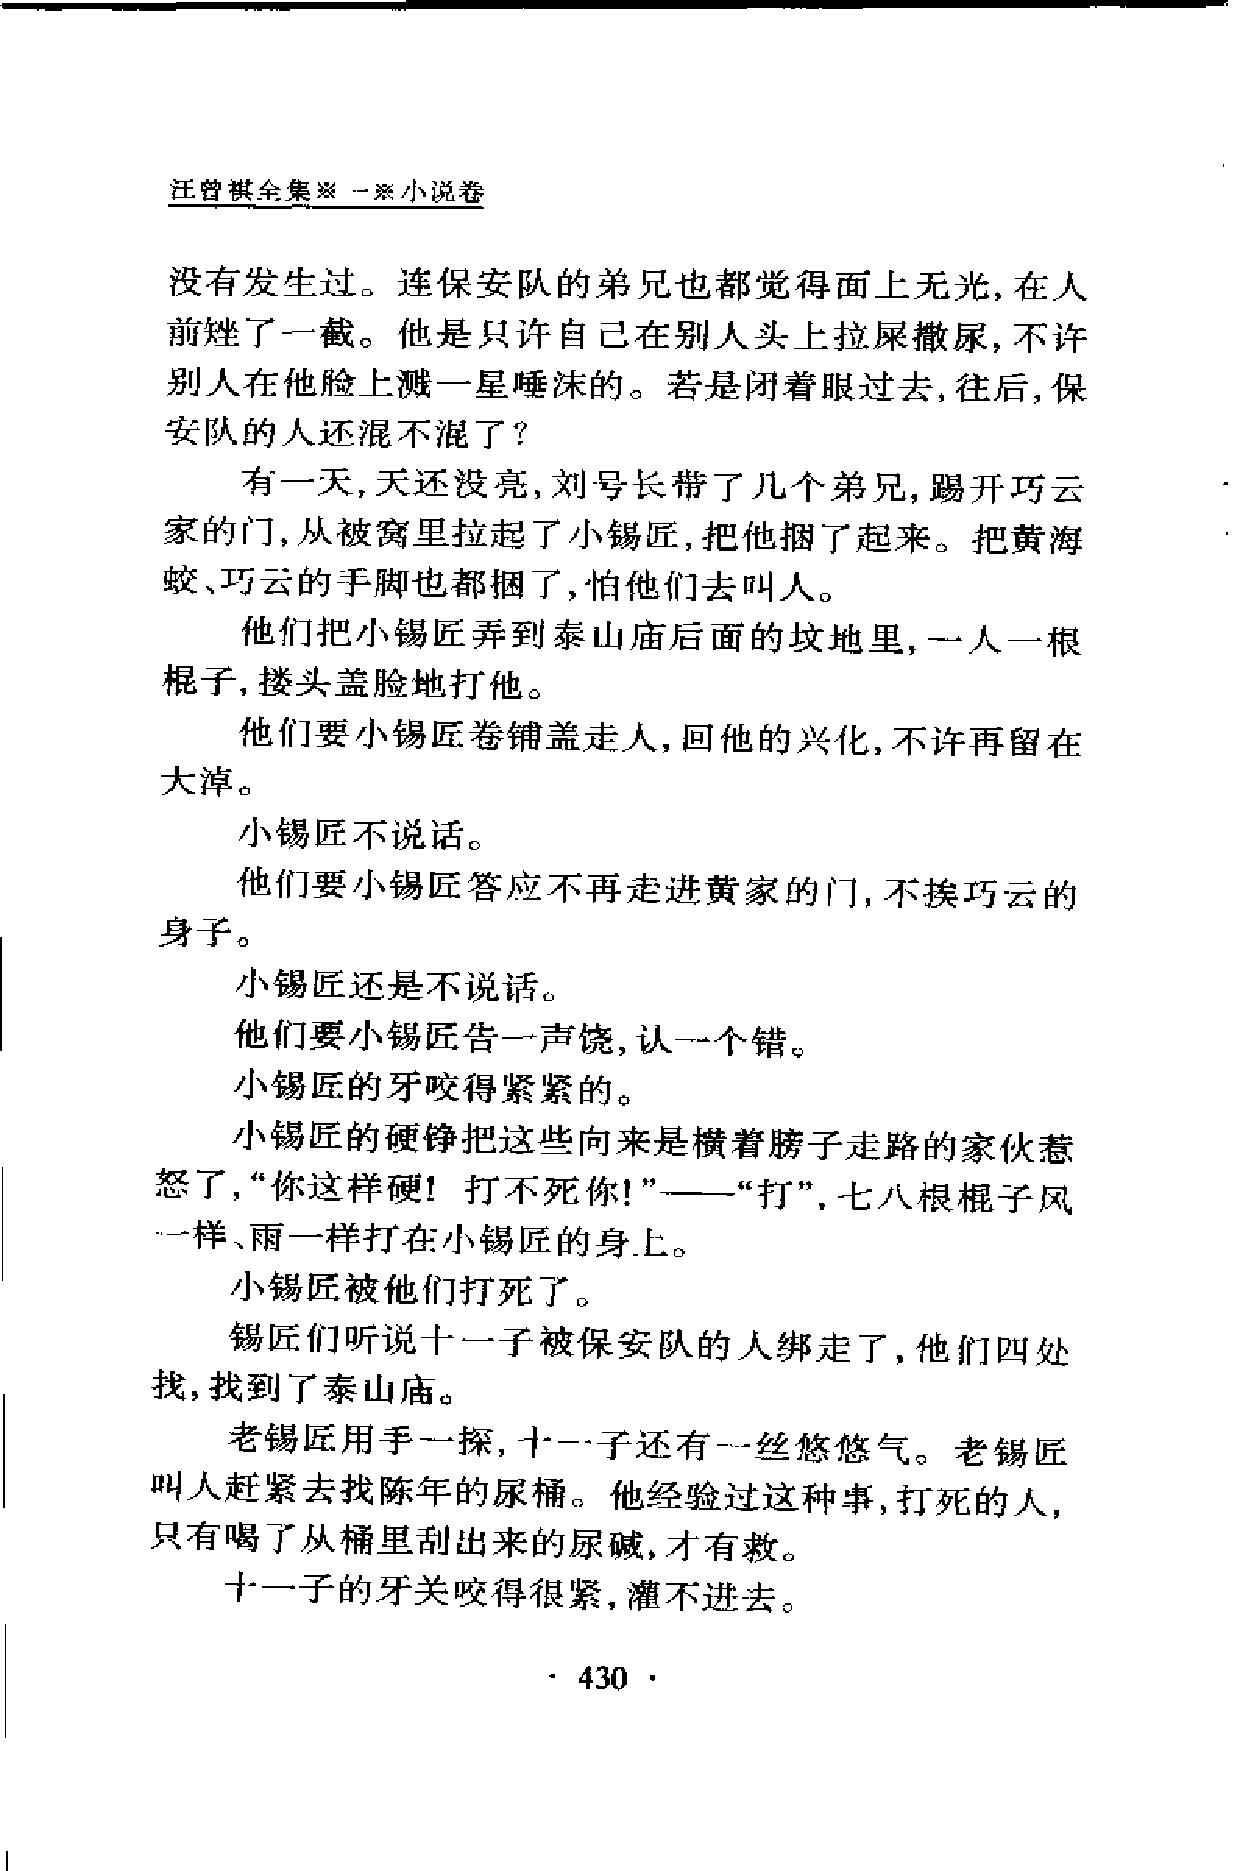 汪曾祺全集※ 一※小说卷
没有发生过。连保安队的弟兄也都觉得面上无光,在人
前矬了一截。他是只许自己在别人头上拉屎撒尿,不许
别人在他脸上溅一星唾沫的。若是闭着眼过去,往后,保
安队的人还混不混了?
有一天,天还没亮,刘号长带了几个弟兄,踢开巧云
家的门,从被窝里拉起了小锡匠,把他捆了起来。把黄海
蛟、巧云的手脚也都捆了,怕他们去叫人。
他们把小锡匠弄到泰山庙后面的坟地里,一人一根
棍子,搂头盖脸地打他。
他们要小锡匠卷铺盖走人,回他的兴化,不许再留在
大淖。
小锡匠不说话。
他们要小锡匠答应不再走进黄家的门,不挨巧云的
身子。
小锡匠还是不说话。
他们要小锡匠告一声饶,认一个错。
小锡匠的牙咬得紧紧的。
小锡匠的硬铮把这些向来是横着膀子走路的家伙惹
怒了,“你这样硬! 打不死你!”——“打”,七八根棍子风
一样、雨一样打在小锡匠的身上。
小锡匠被他们打死了。
锡匠们听说十一子被保安队的人绑走了,他们四处
找,找到了泰山庙。
老锡匠用手一探,十一子还有一丝悠悠气。老锡匠
叫人赶紧去找陈年的尿桶。他经验过这种事,打死的人,
只有喝了从桶里刮出来的尿碱,才有救。
十一子的牙关咬得很紧,灌不进去。
· 430 ·